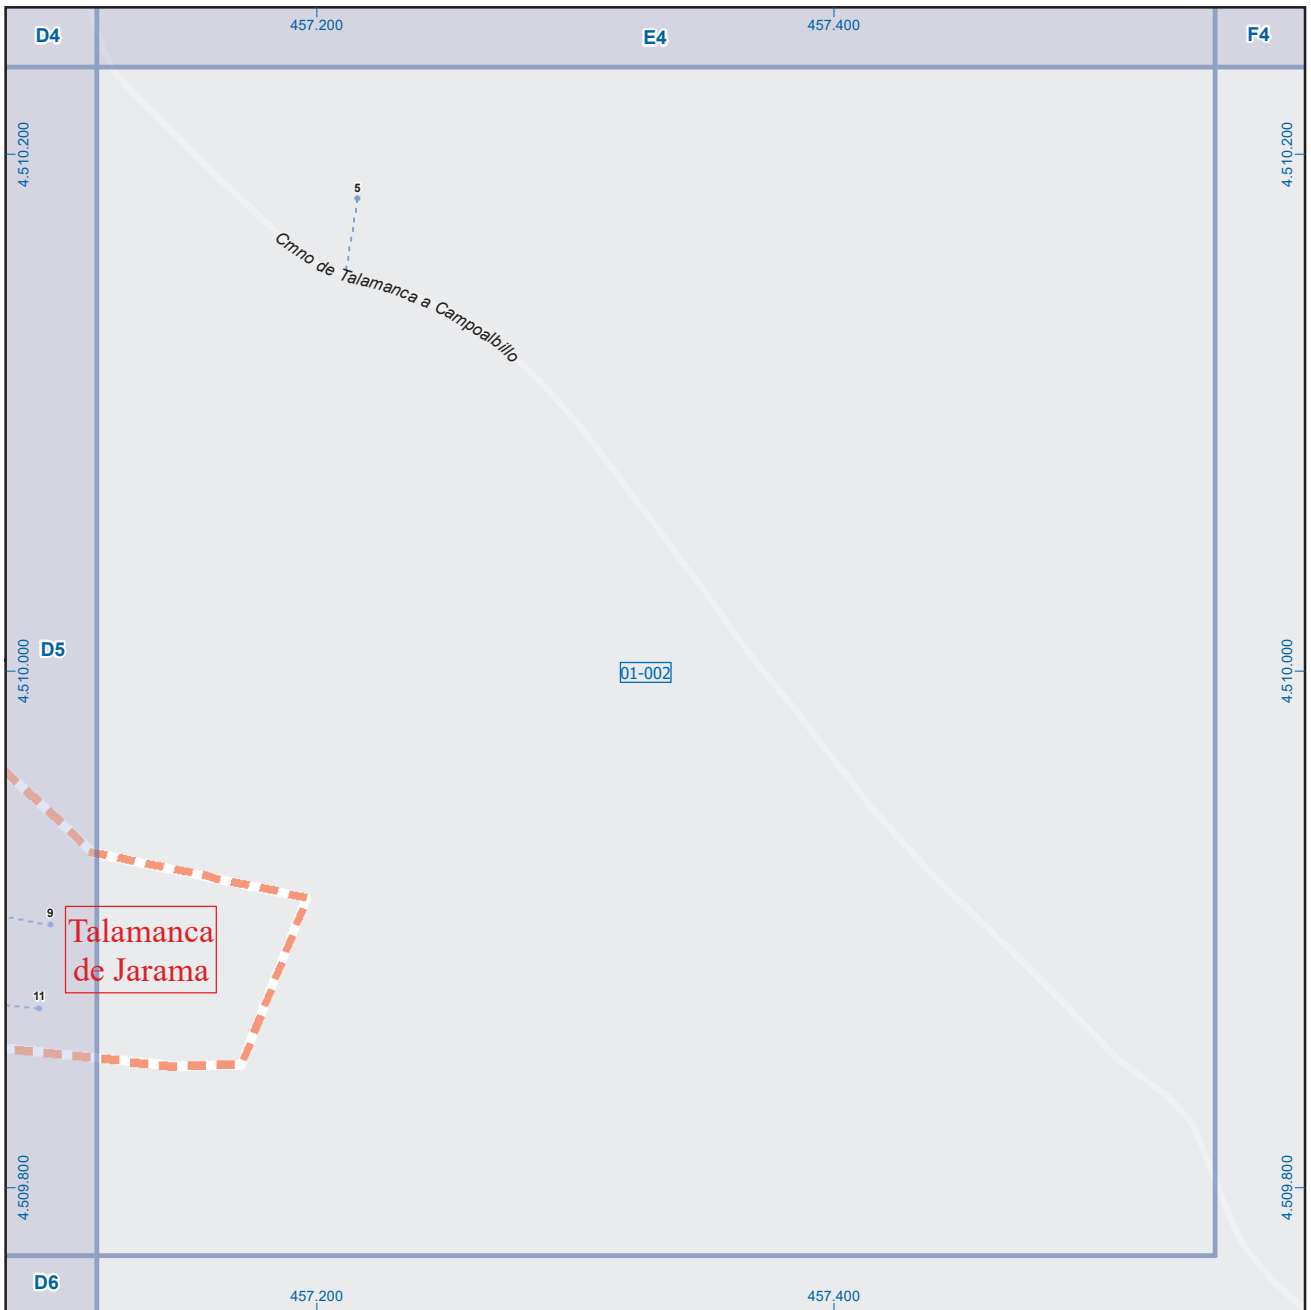 457.200
457.400
D4
E4
F4
4.510.200
4.510.200
5
Cmno de Talamanca a Campoalbillo
D5
4.510.000
01-002
4.510.000
9
Talamanca
de Jarama
11
4.509.800
4.509.800
D6
457.200
457.400